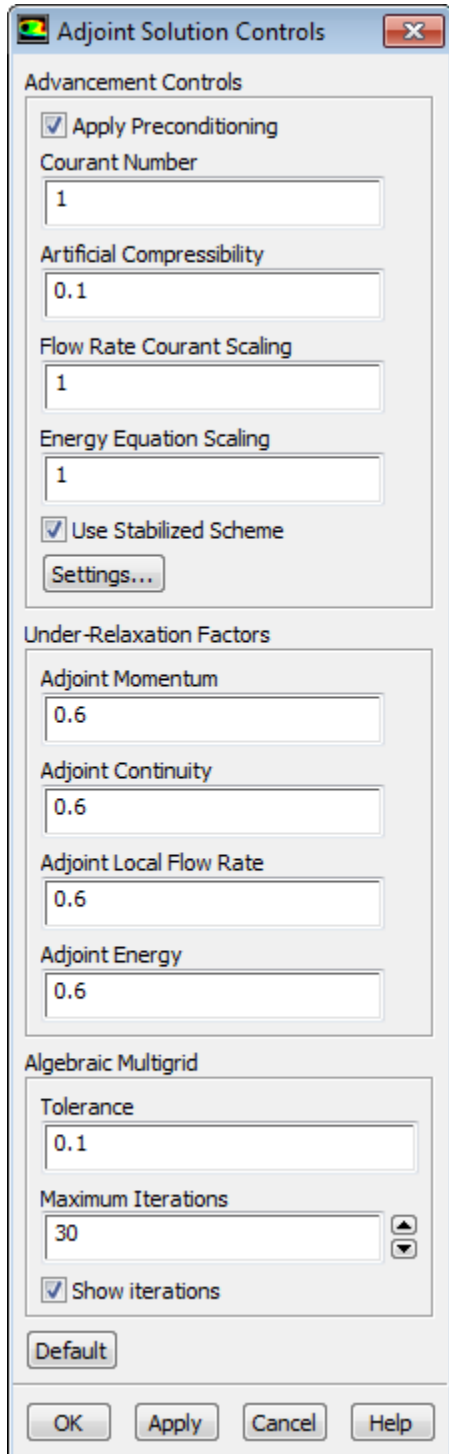 Adjoint Solution Controls
Advancement Controls
Apply Preconditioning
Courant Number
1
Artificial Compressibility
0.1
Flow Rate Courant Scaling
1
Energy Equation Scaling
1
Use Stabilized Scheme
Settings...
Under-Relaxation Factors
Adjoint Momentum
0.6
Adjoint Continuity
0.6
Adjoint Local Flow Rate
0.6
Adjoint Energy
0.6
Algebraic Multigrid
Tolerance
0.1
Maximum Iterations
30
Show iterations
Default
OK Apply Cancel Help